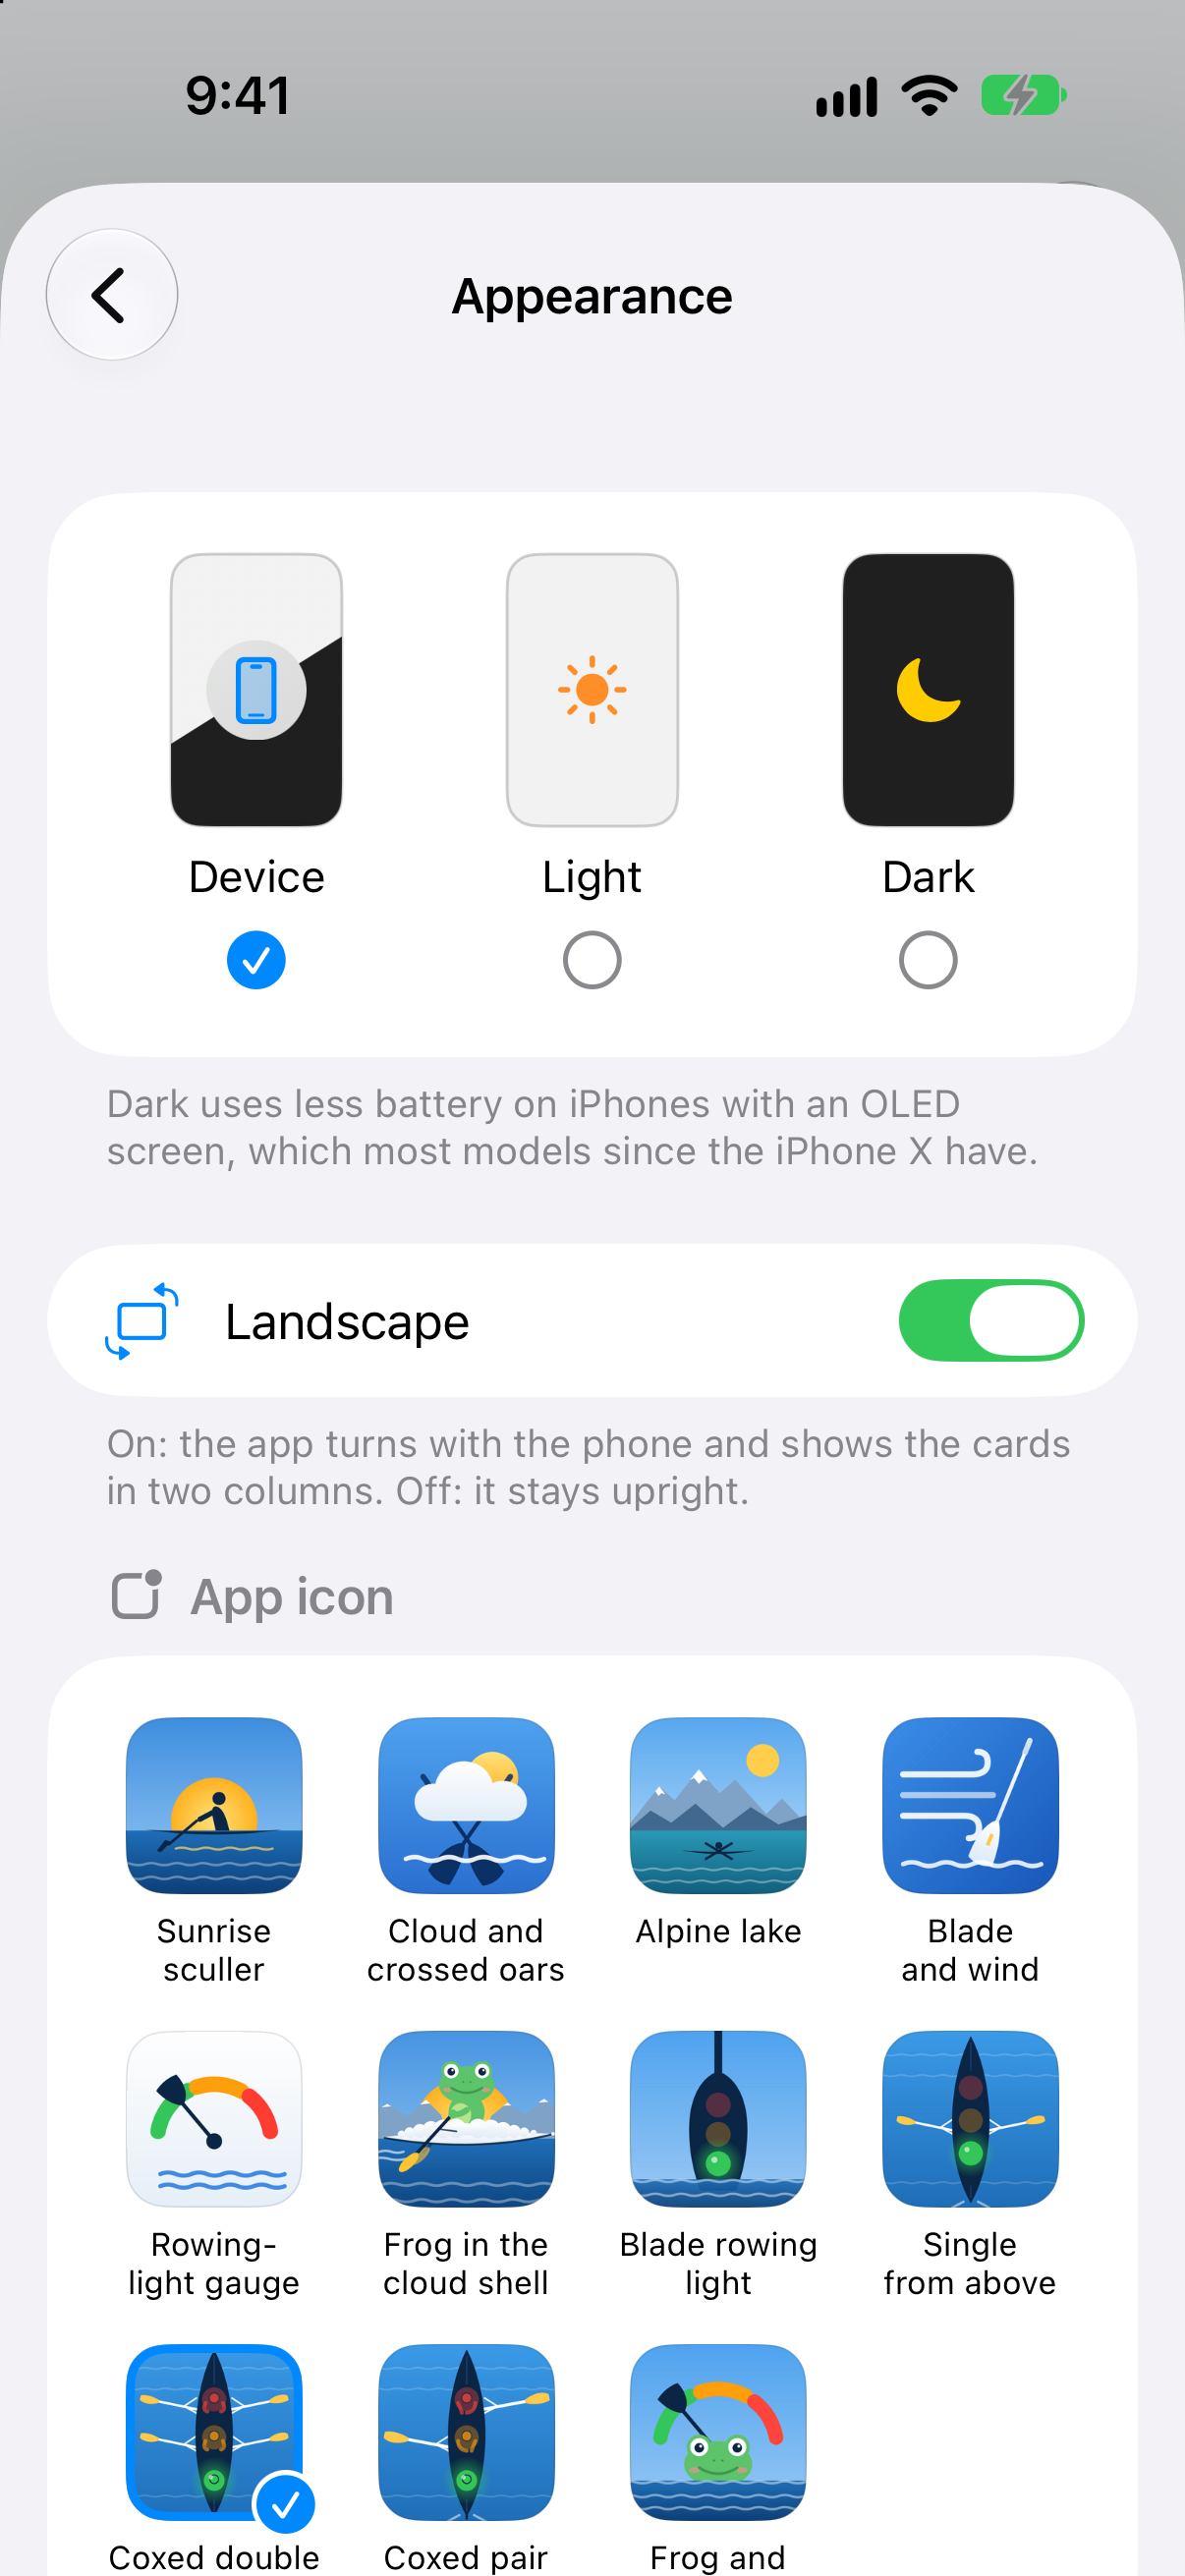 9:41
Appearance
Device
Light
Dark
Dark uses less battery on iPhones with an OLED
screen, which most models since the iPhone X have.
Landscape
On: the app turns with the phone and shows the cards
in two columns. Off: it stays upright.
App icon
Sunrise
sculler
Cloud and
crossed oars
Alpine lake
Blade
and wind
Rowing-
light gauge
Frog in the
cloud shell
Blade rowing
light
Single
from above
Coxed double
Coxed pair
Frog and